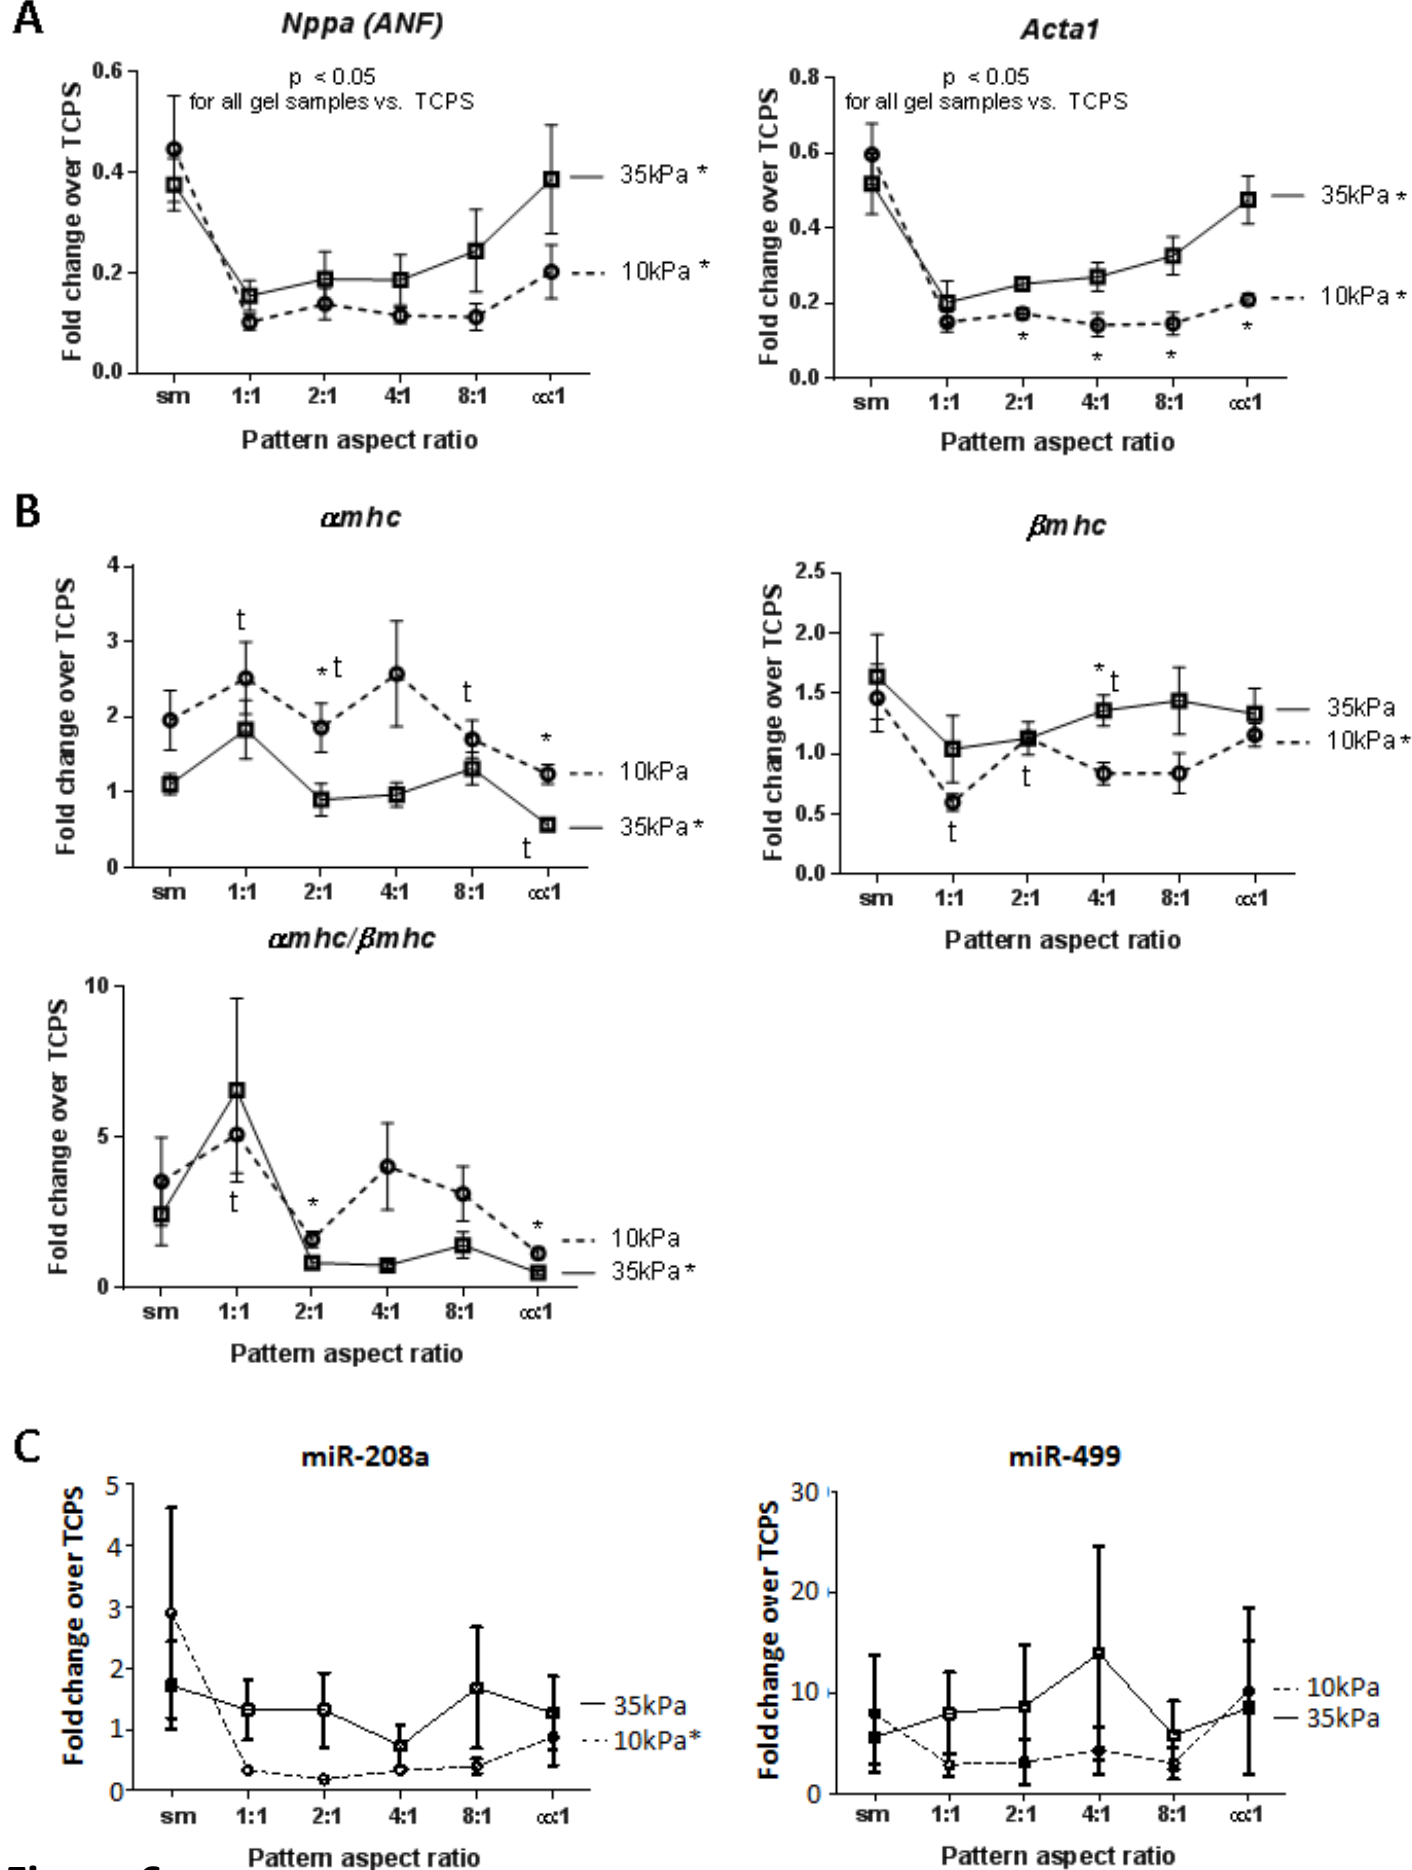 A
Nppa (ANF)
Acta1
p < 0.05
for all gel samples vs. TCPS
p < 0.05
for all gel samples vs. TCPS
Fold change over TCPS
0.6
0.4
0.2
0.0
35kPa *
10kPa *
sm 1:1 2:1 4:1 8:1 ∞:1
Pattern aspect ratio
Fold change over TCPS
0.8
0.6
0.4
0.2
0.0
35kPa *
10kPa *
* * * *
sm 1:1 2:1 4:1 8:1 ∞:1
Pattern aspect ratio
B
αmhc
βmhc
Fold change over TCPS
4
3
2
1
0
t
* t
t
*
t
10kPa
35kPa *
sm 1:1 2:1 4:1 8:1 ∞:1
Fold change over TCPS
2.5
2.0
1.5
1.0
0.5
0.0
* t
t
t
35kPa
10kPa *
sm 1:1 2:1 4:1 8:1 ∞:1
Pattern aspect ratio
αmhc/βmhc
Fold change over TCPS
10
5
0
t
*
*
10kPa
35kPa *
sm 1:1 2:1 4:1 8:1 ∞:1
Pattern aspect ratio
C
miR-208a
miR-499
Foldchange over TCPS
5
4
3
2
1
0
35kPa
10kPa*
sm 1:1 2:1 4:1 8:1 ∞:1
Pattern aspect ratio
Foldchange over TCPS
30
20
10
0
10kPa
35kPa
sm 1:1 2:1 4:1 8:1 ∞:1
Pattern aspect ratio